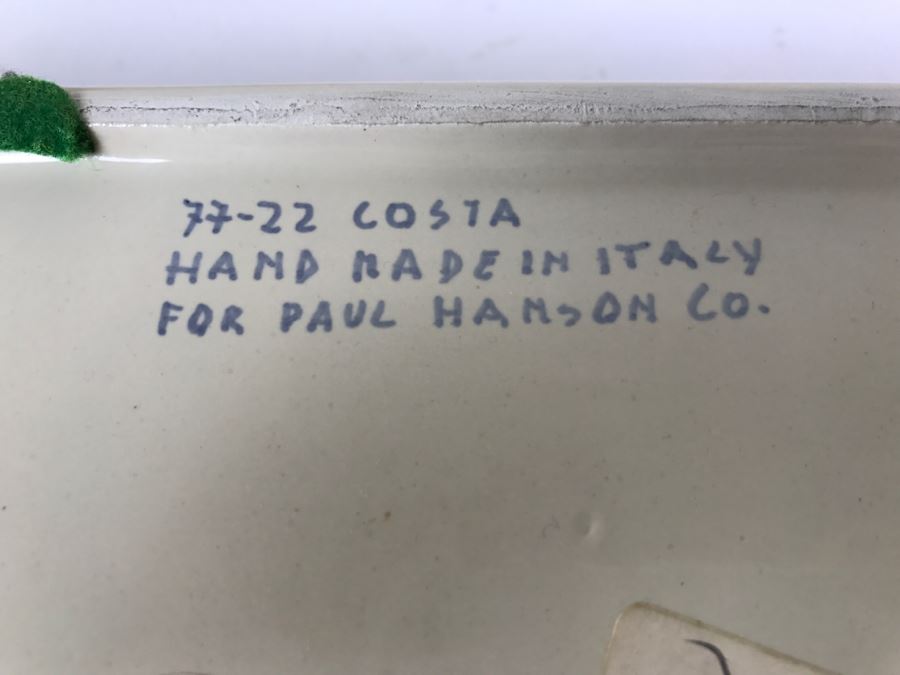 77-22 COSTA
HAND MADE IN ITALY
FOR PAUL HANSON CO.